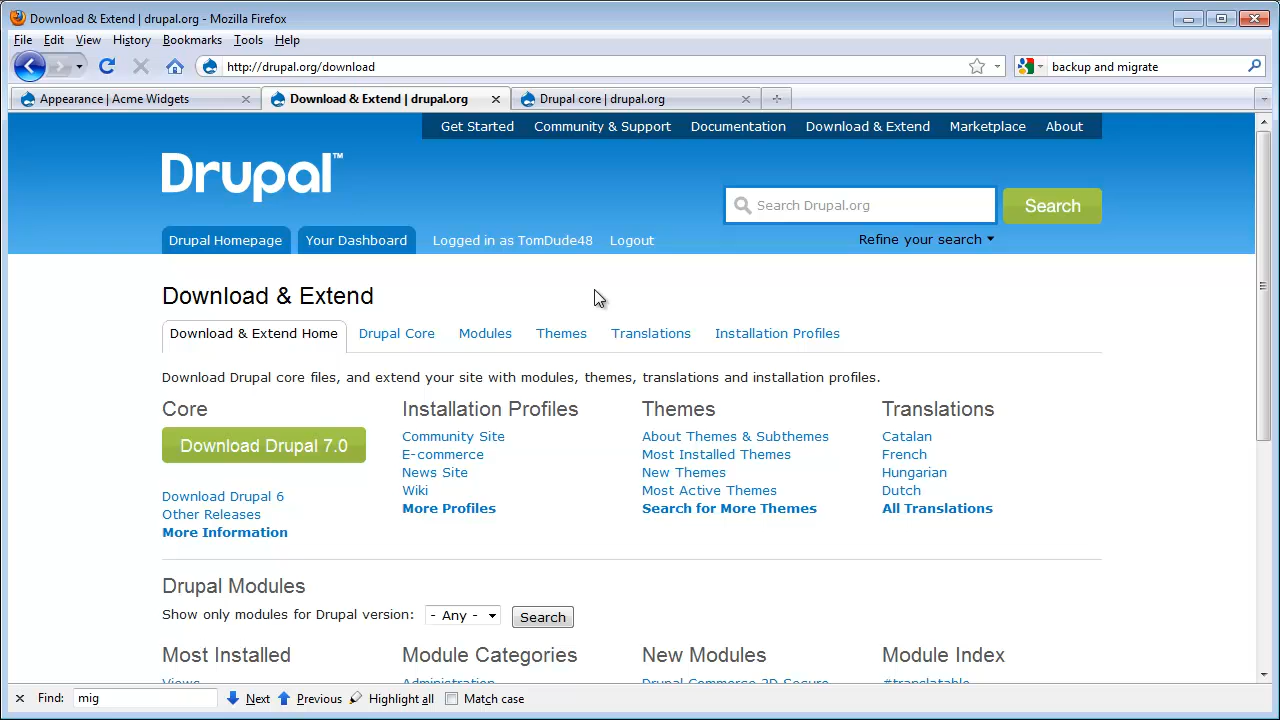 Download & Extend | drupal.org - Mozilla Firefox
File Edit View History Bookmarks Tools Help
http://drupal.org/download backup and migrate
Appearance | Acme Widgets Download & Extend | drupal.org Drupal core | drupal.org
Get Started Community & Support Documentation Download & Extend Marketplace About
Drupal™
Search Drupal.org Search
Drupal Homepage Your Dashboard Logged in as TomDude48 Logout Refine your search
Download & Extend
Download & Extend Home Drupal Core Modules Themes Translations Installation Profiles
Download Drupal core files, and extend your site with modules, themes, translations and installation profiles.
Core Installation Profiles Themes Translations
Download Drupal 7.0 Community Site About Themes & Subthemes Catalan
E-commerce Most Installed Themes French
News Site New Themes Hungarian
Download Drupal 6 Wiki Most Active Themes Dutch
Other Releases More Profiles Search for More Themes All Translations
More Information
Drupal Modules
Show only modules for Drupal version: - Any - Search
Most Installed Module Categories New Modules Module Index
Views Administration Drupal Commerce 3D Secure #translatable
Find: mig Next Previous Highlight all Match case